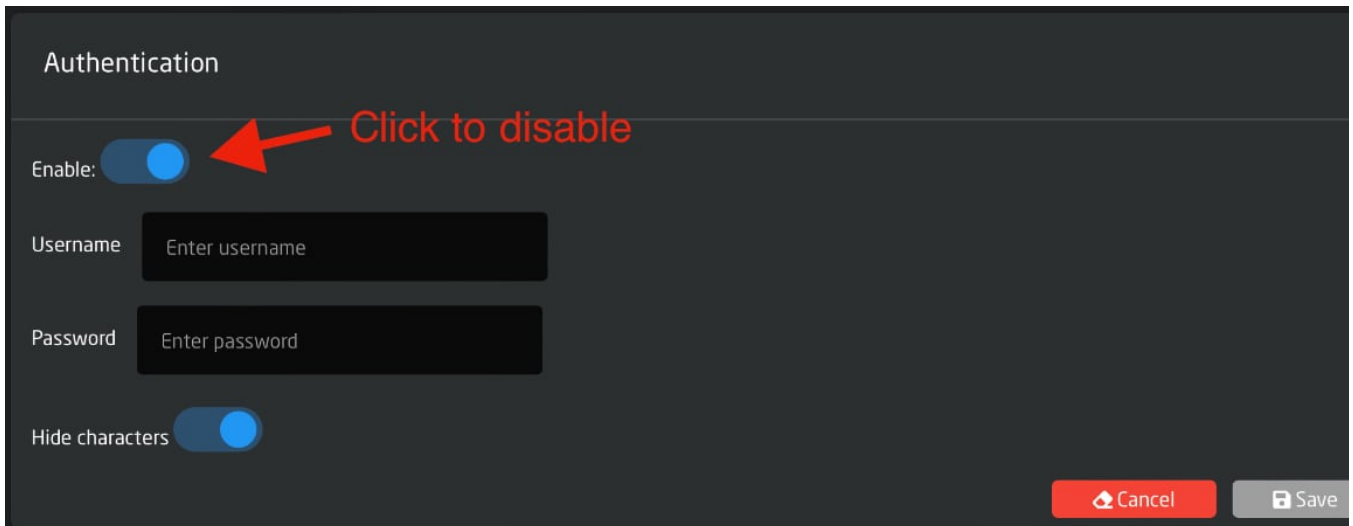 Authentication
Click to disable
Enable:
Username Enter username
Password Enter password
Hide characters
Cancel Save